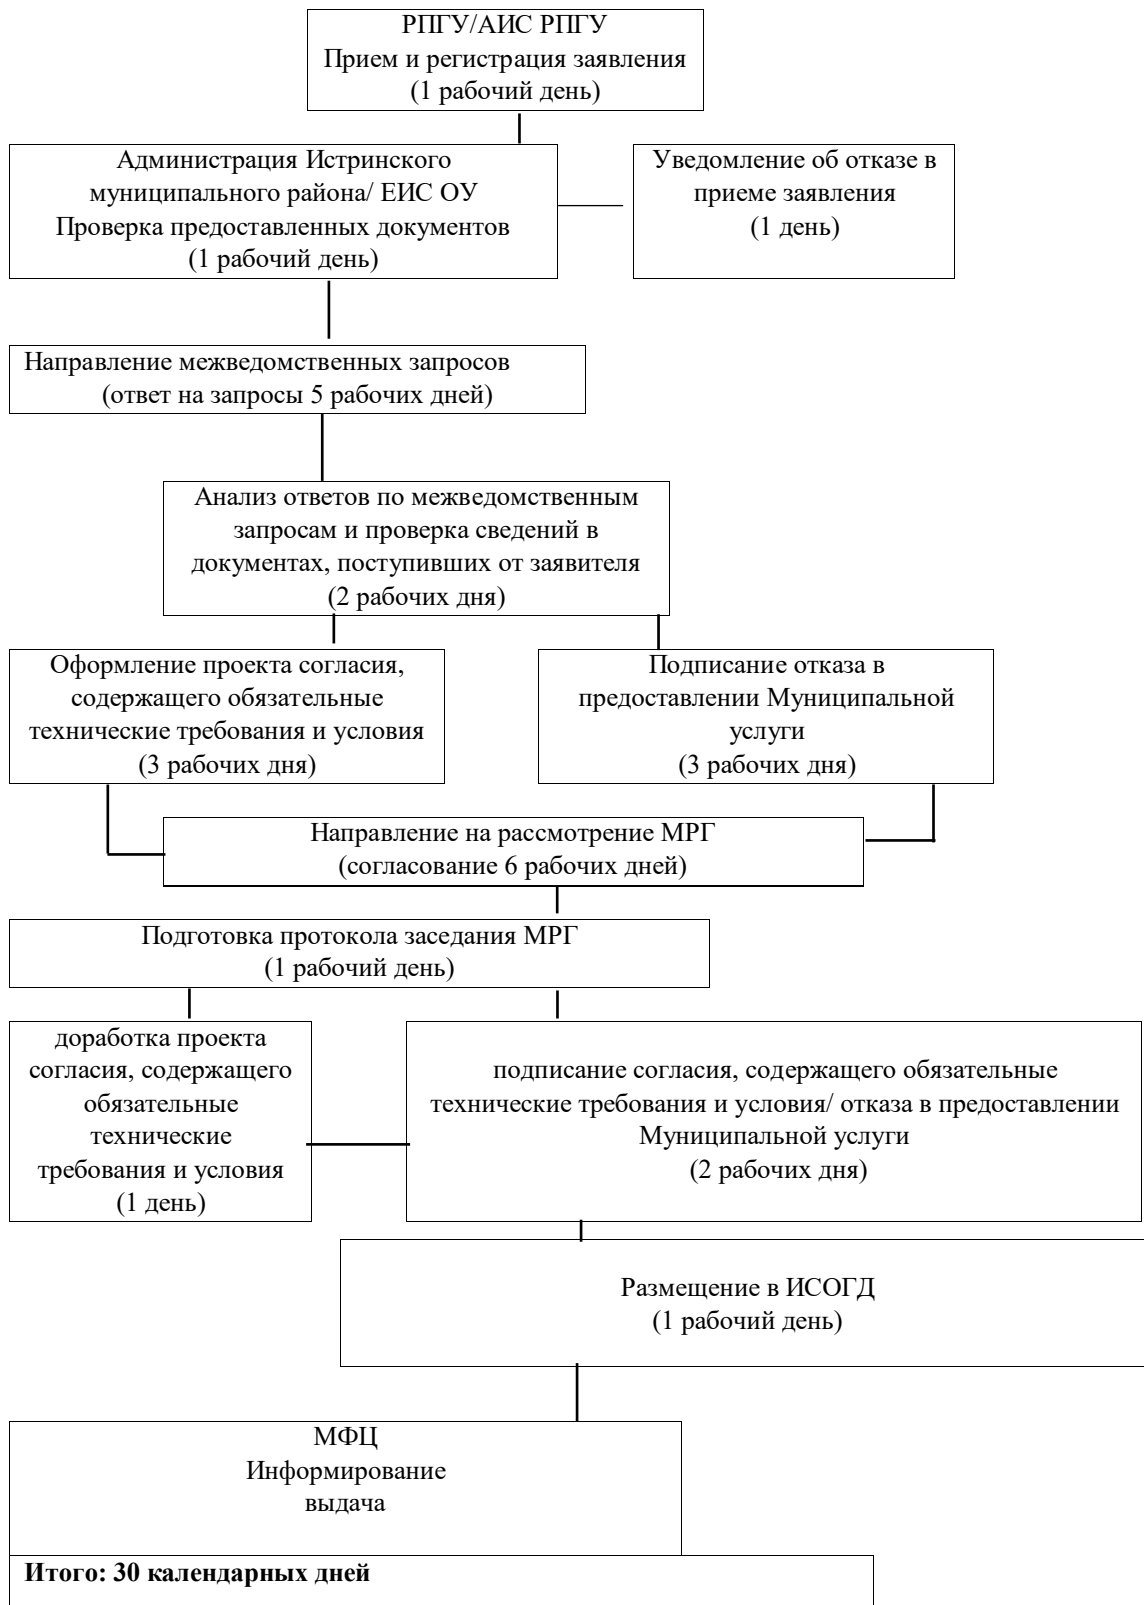 РПГУ/АИС РПГУ
Прием и регистрация заявления
(1 рабочий день)
Администрация Истринского
муниципального района/ ЕИС ОУ
Проверка предоставленных документов
(1 рабочий день)
Уведомление об отказе в
приеме заявления
(1 день)
Направление межведомственных запросов
(ответ на запросы 5 рабочих дней)
Анализ ответов по межведомственным
запросам и проверка сведений в
документах, поступивших от заявителя
(2 рабочих дня)
Оформление проекта согласия,
содержащего обязательные
технические требования и условия
(3 рабочих дня)
Подписание отказа в
предоставлении Муниципальной
услуги
(3 рабочих дня)
Направление на рассмотрение МРГ
(согласование 6 рабочих дней)
Подготовка протокола заседания МРГ
(1 рабочий день)
доработка проекта
согласия, содержащего
обязательные
технические
требования и условия
(1 день)
подписание согласия, содержащего обязательные
технические требования и условия/ отказа в предоставлении
Муниципальной услуги
(2 рабочих дня)
Размещение в ИСОГД
(1 рабочий день)
МФЦ
Информирование
выдача
Итого: 30 календарных дней